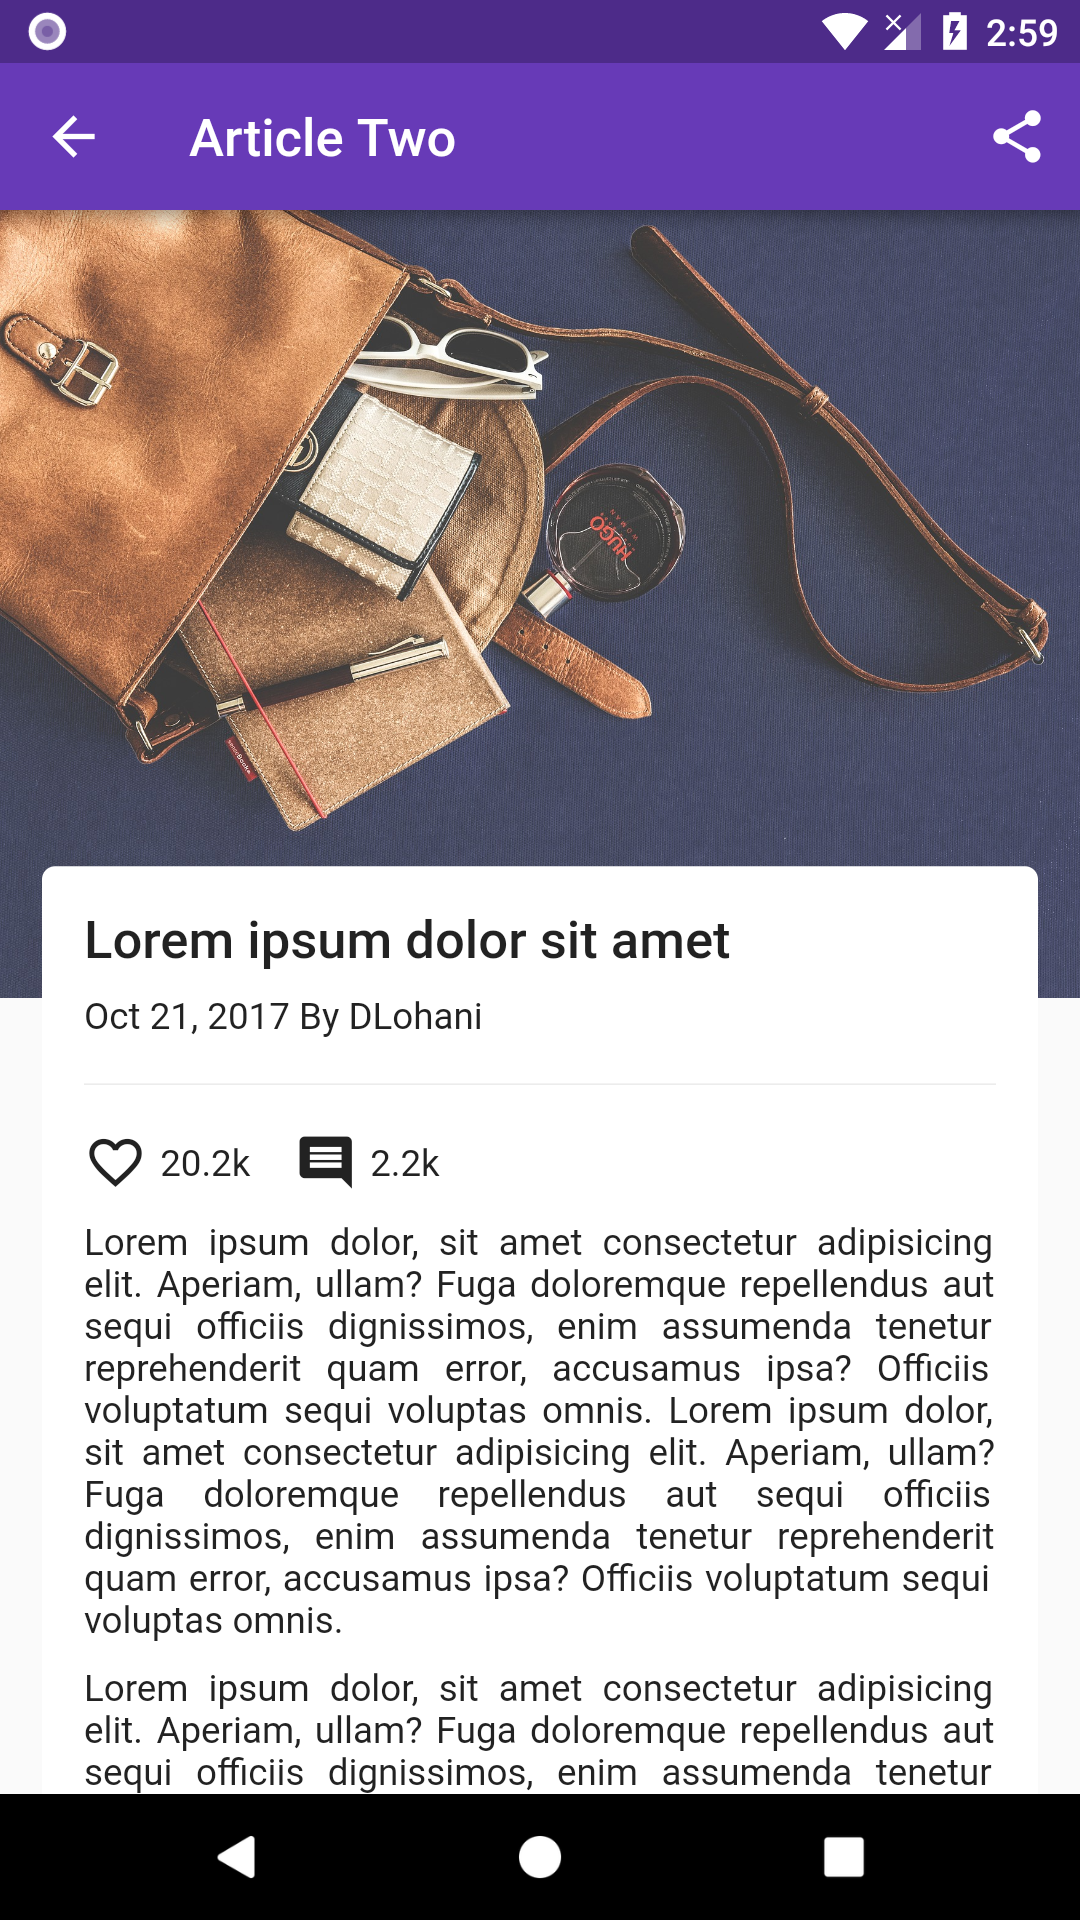 2:59
Article Two
HUGO
WOMAN
Lorem ipsum dolor sit amet
Oct 21, 2017 By DLohani
20.2k 2.2k
Lorem ipsum dolor, sit amet consectetur adipisicing
elit. Aperiam, ullam? Fuga doloremque repellendus aut
sequi officiis dignissimos, enim assumenda tenetur
reprehenderit quam error, accusamus ipsa? Officiis
voluptatum sequi voluptas omnis. Lorem ipsum dolor,
sit amet consectetur adipisicing elit. Aperiam, ullam?
Fuga doloremque repellendus aut sequi officiis
dignissimos, enim assumenda tenetur reprehenderit
quam error, accusamus ipsa? Officiis voluptatum sequi
voluptas omnis.
Lorem ipsum dolor, sit amet consectetur adipisicing
elit. Aperiam, ullam? Fuga doloremque repellendus aut
sequi officiis dignissimos, enim assumenda tenetur